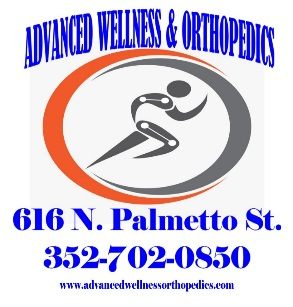 ADVANCED WELLNESS & ORTHOPEDICS
616 N. Palmetto St.
352-702-0850
www.advancedwellnessorthopedics.com